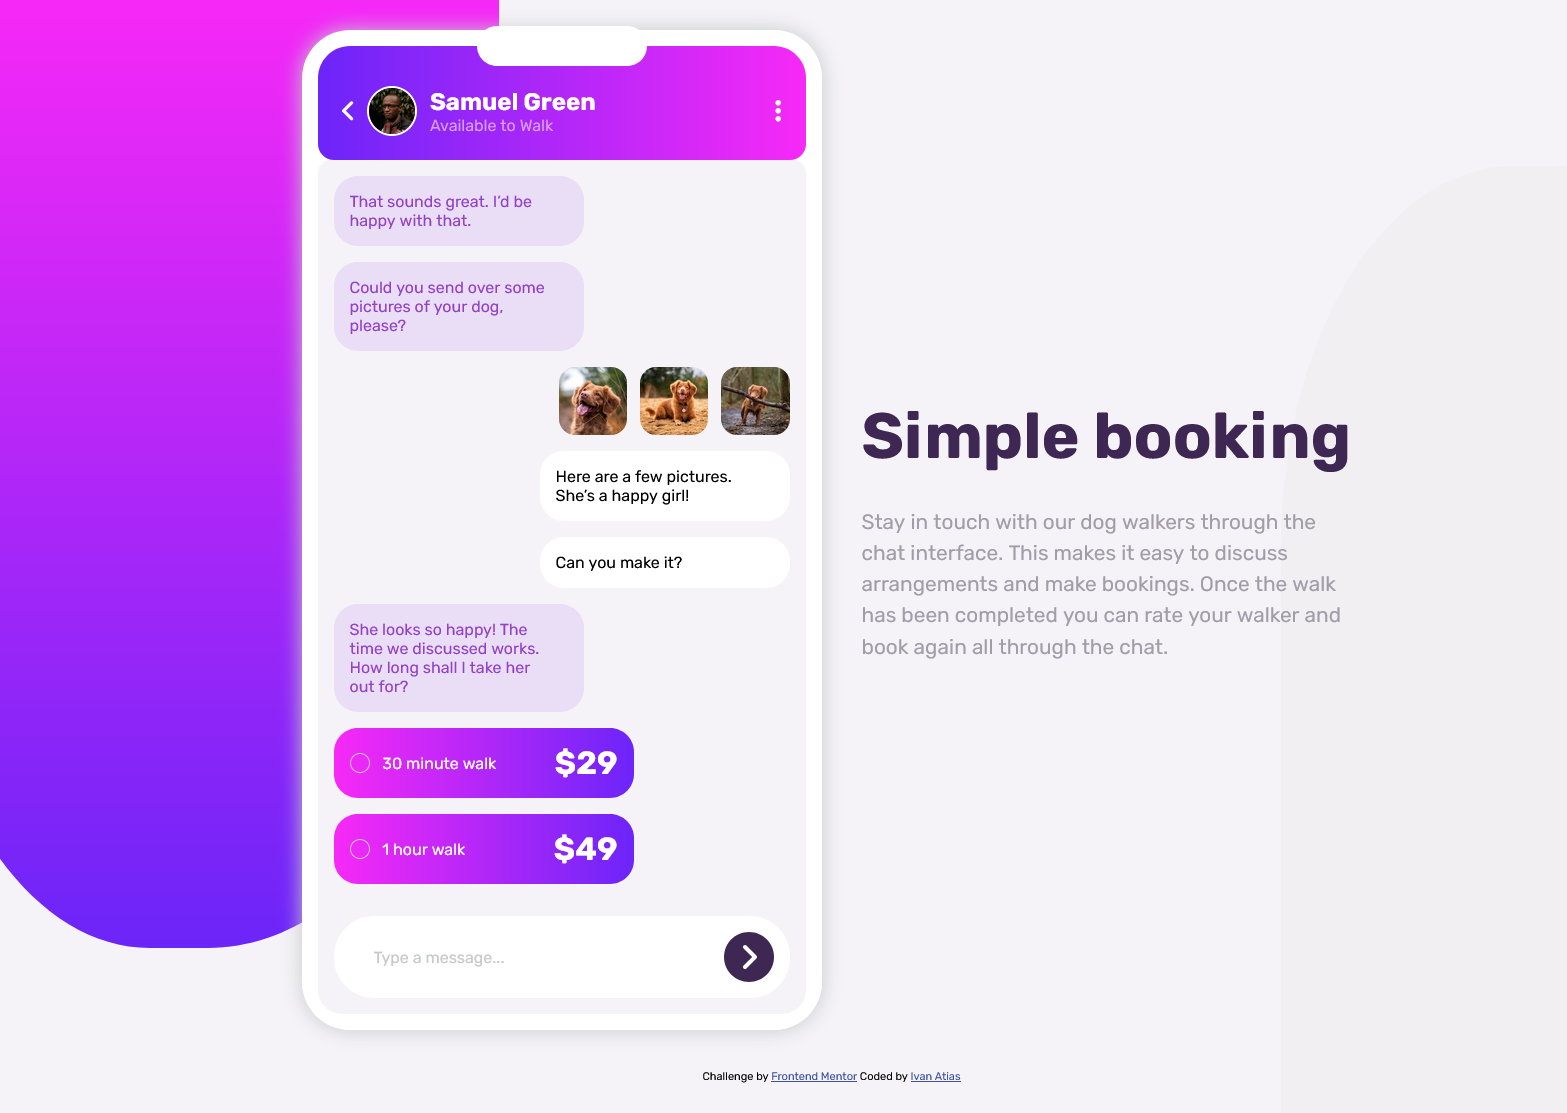 Samuel Green
Available to Walk
That sounds great. I’d be
happy with that.
Could you send over some
pictures of your dog,
please?
Here are a few pictures.
She’s a happy girl!
Can you make it?
She looks so happy! The
time we discussed works.
How long shall I take her
out for?
30 minute walk $29
1 hour walk $49
Type a message...
Simple booking
Stay in touch with our dog walkers through the
chat interface. This makes it easy to discuss
arrangements and make bookings. Once the walk
has been completed you can rate your walker and
book again all through the chat.
Challenge by Frontend Mentor Coded by Ivan Atias